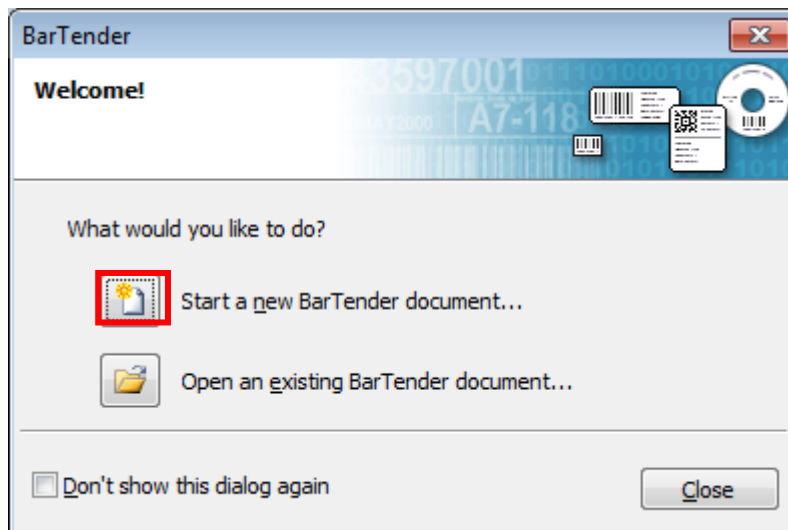 BarTender
Welcome!
3597001
A7-118
What would you like to do?
Start a new BarTender document...
Open an existing BarTender document...
Don't show this dialog again
Close